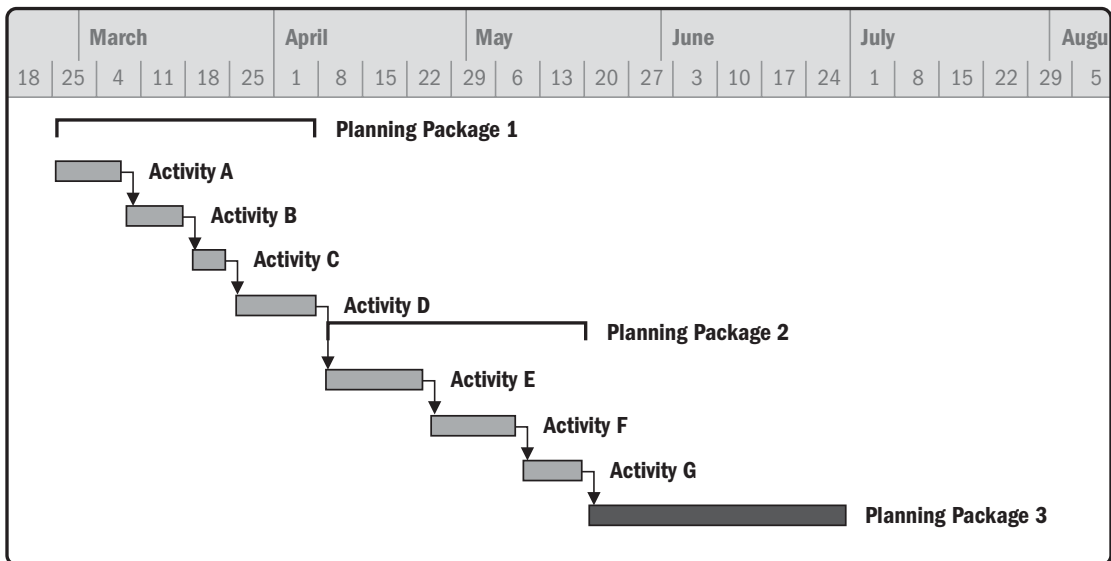 March April May June July Augu
18 25 4 11 18 25 1 8 15 22 29 6 13 20 27 3 10 17 24 1 8 15 22 29 5
Planning Package 1
Activity A
Activity B
Activity C
Activity D
Planning Package 2
Activity E
Activity F
Activity G
Planning Package 3